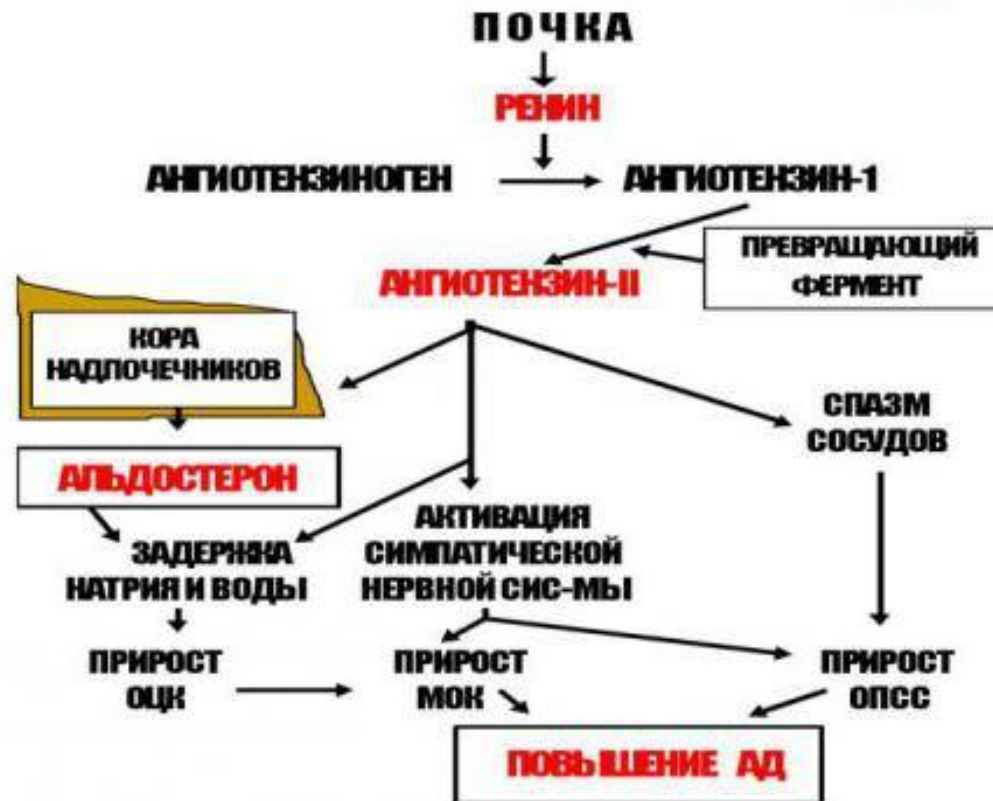 ПОЧКА
РЕНИН
АНГИОТЕНЗИНОГЕН
АНГИОТЕНЗИН-1
ПРЕВРАЩАЮЩИЙ
ФЕРМЕНТ
АНГИОТЕНЗИН-II
КОРА
НАДПОЧЕЧНИКОВ
СПАЗМ
СОСУДОВ
АЛЬДОСТЕРОН
АКТИВАЦИЯ
СИМПАТИЧЕСКОЙ
НЕРВНОЙ СИС-МЫ
ЗАДЕРЖКА
НАТРИЯ И ВОДЫ
ПРИРОСТ
ОЦК
ПРИРОСТ
МОК
ПРИРОСТ
ОПСС
ПОВЫШЕНИЕ АД